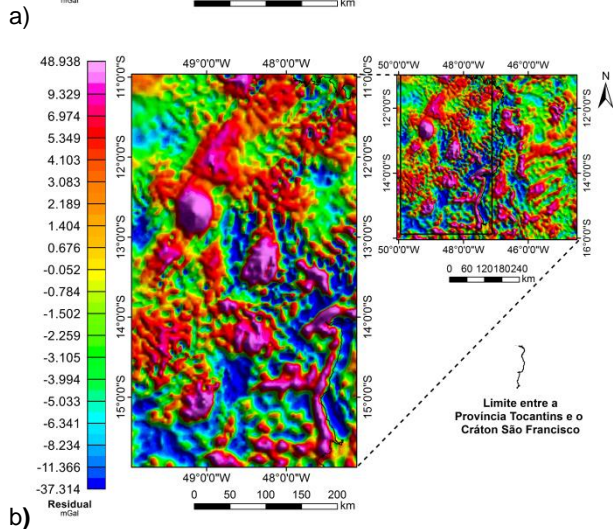 mGal
km
a)
48.938
9.329
6.974
5.349
4.103
3.083
2.189
1.404
0.676
-0.052
-0.784
-1.502
-2.259
-3.105
-3.994
-5.033
-6.341
-8.234
-11.366
-37.314
Residual
mGal
49°0'0"S 48°0'0"S
11°0'0"S
12°0'0"S
13°0'0"S
14°0'0"S
15°0'0"S
49°0'0"S 48°0'0"S
0 50 100 150 200
km
50°0'0"S 48°0'0"S 46°0'0"S
12°0'0"S
14°0'0"S
16°0'0"S
50°0'0"S 48°0'0"S 46°0'0"S
0 60 120180240
km
N
Limite entre a
Província Tocantins e o
Cráton São Francisco
b)